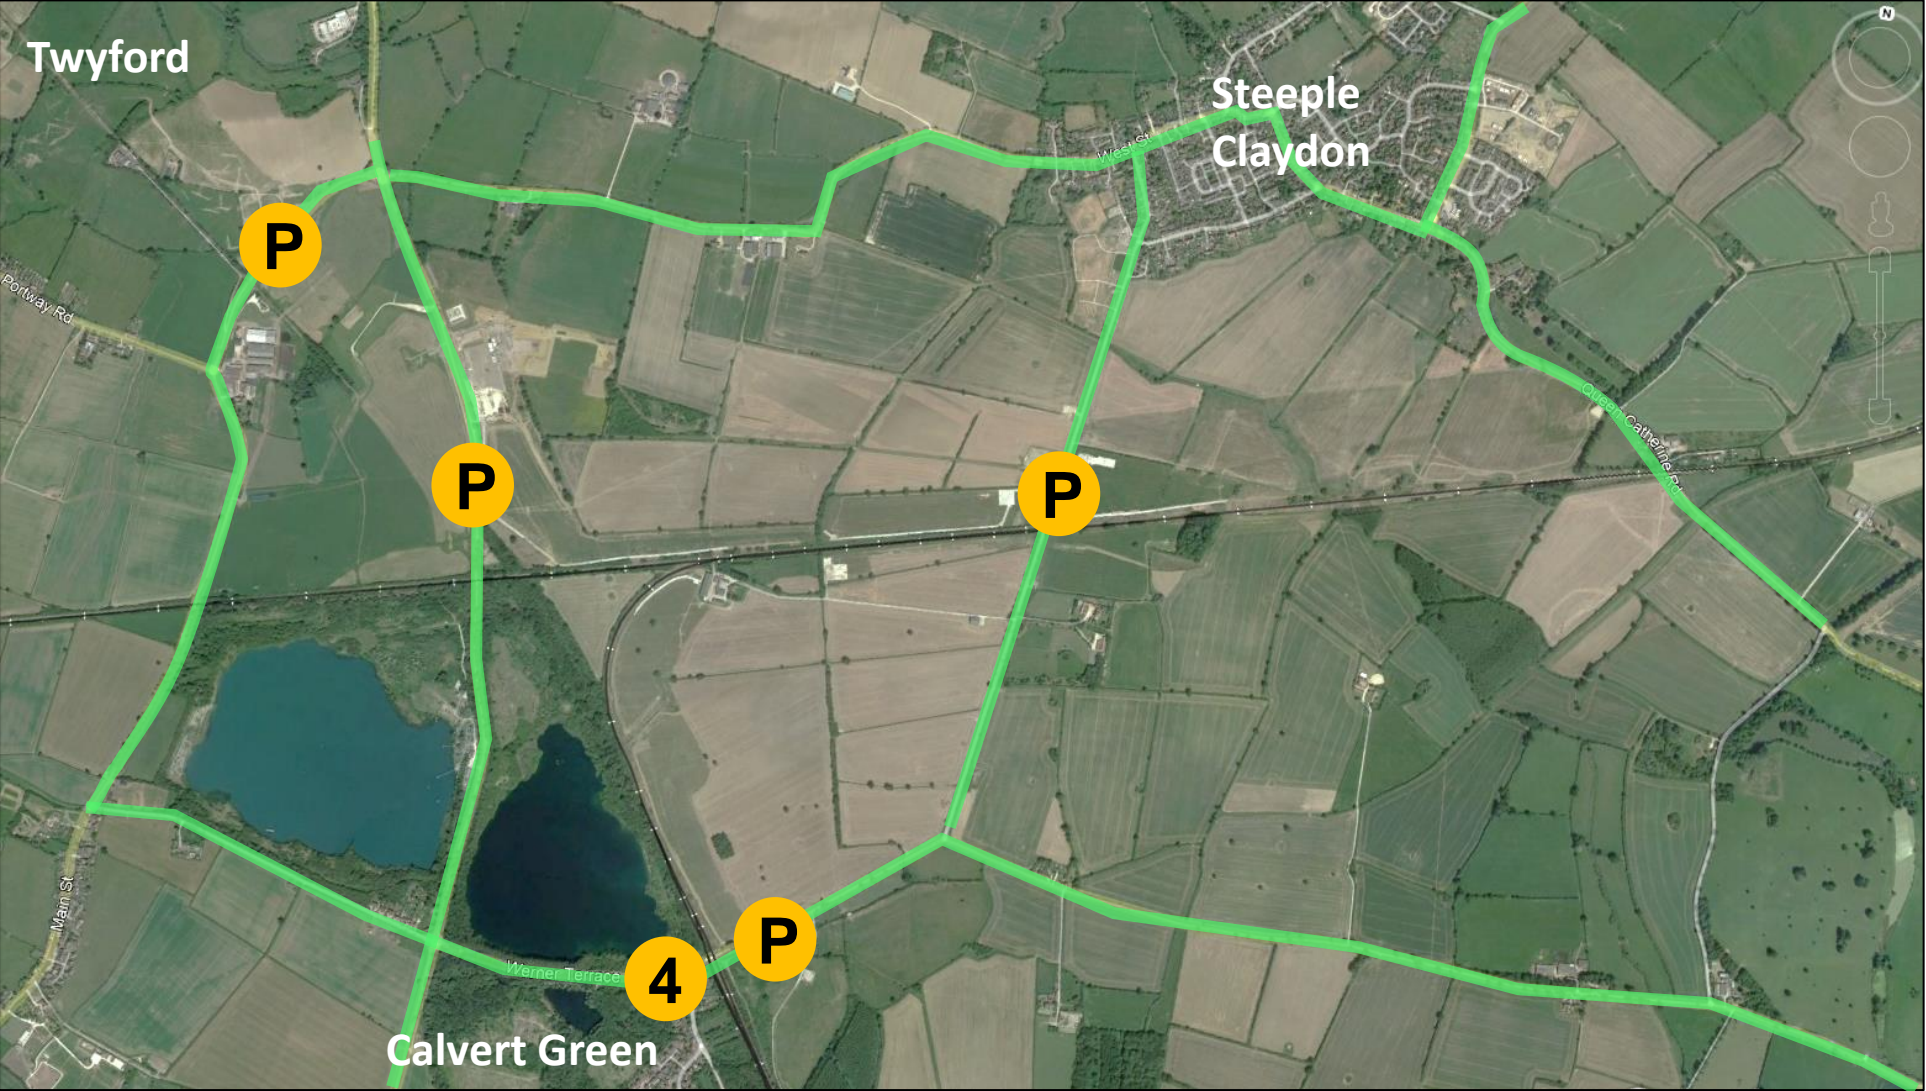 N
Twyford
Steeple
Claydon
West St
P
Portway Rd
Queen Catherine Rd
P
P
Main St
P
Werner Terrace
4
Calvert Green